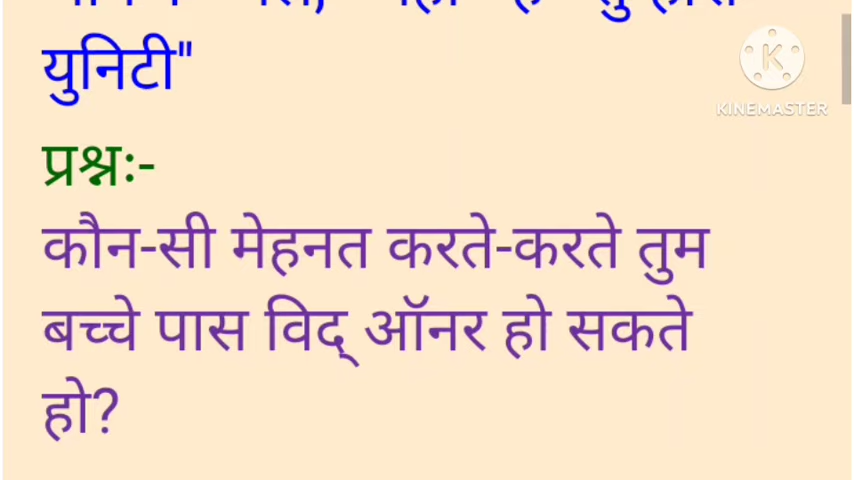 युनिटी"
KINEMASTER
प्रश्नः-
कौन-सी मेहनत करते-करते तुम
बच्चे पास विद् ऑनर हो सकते
हो?